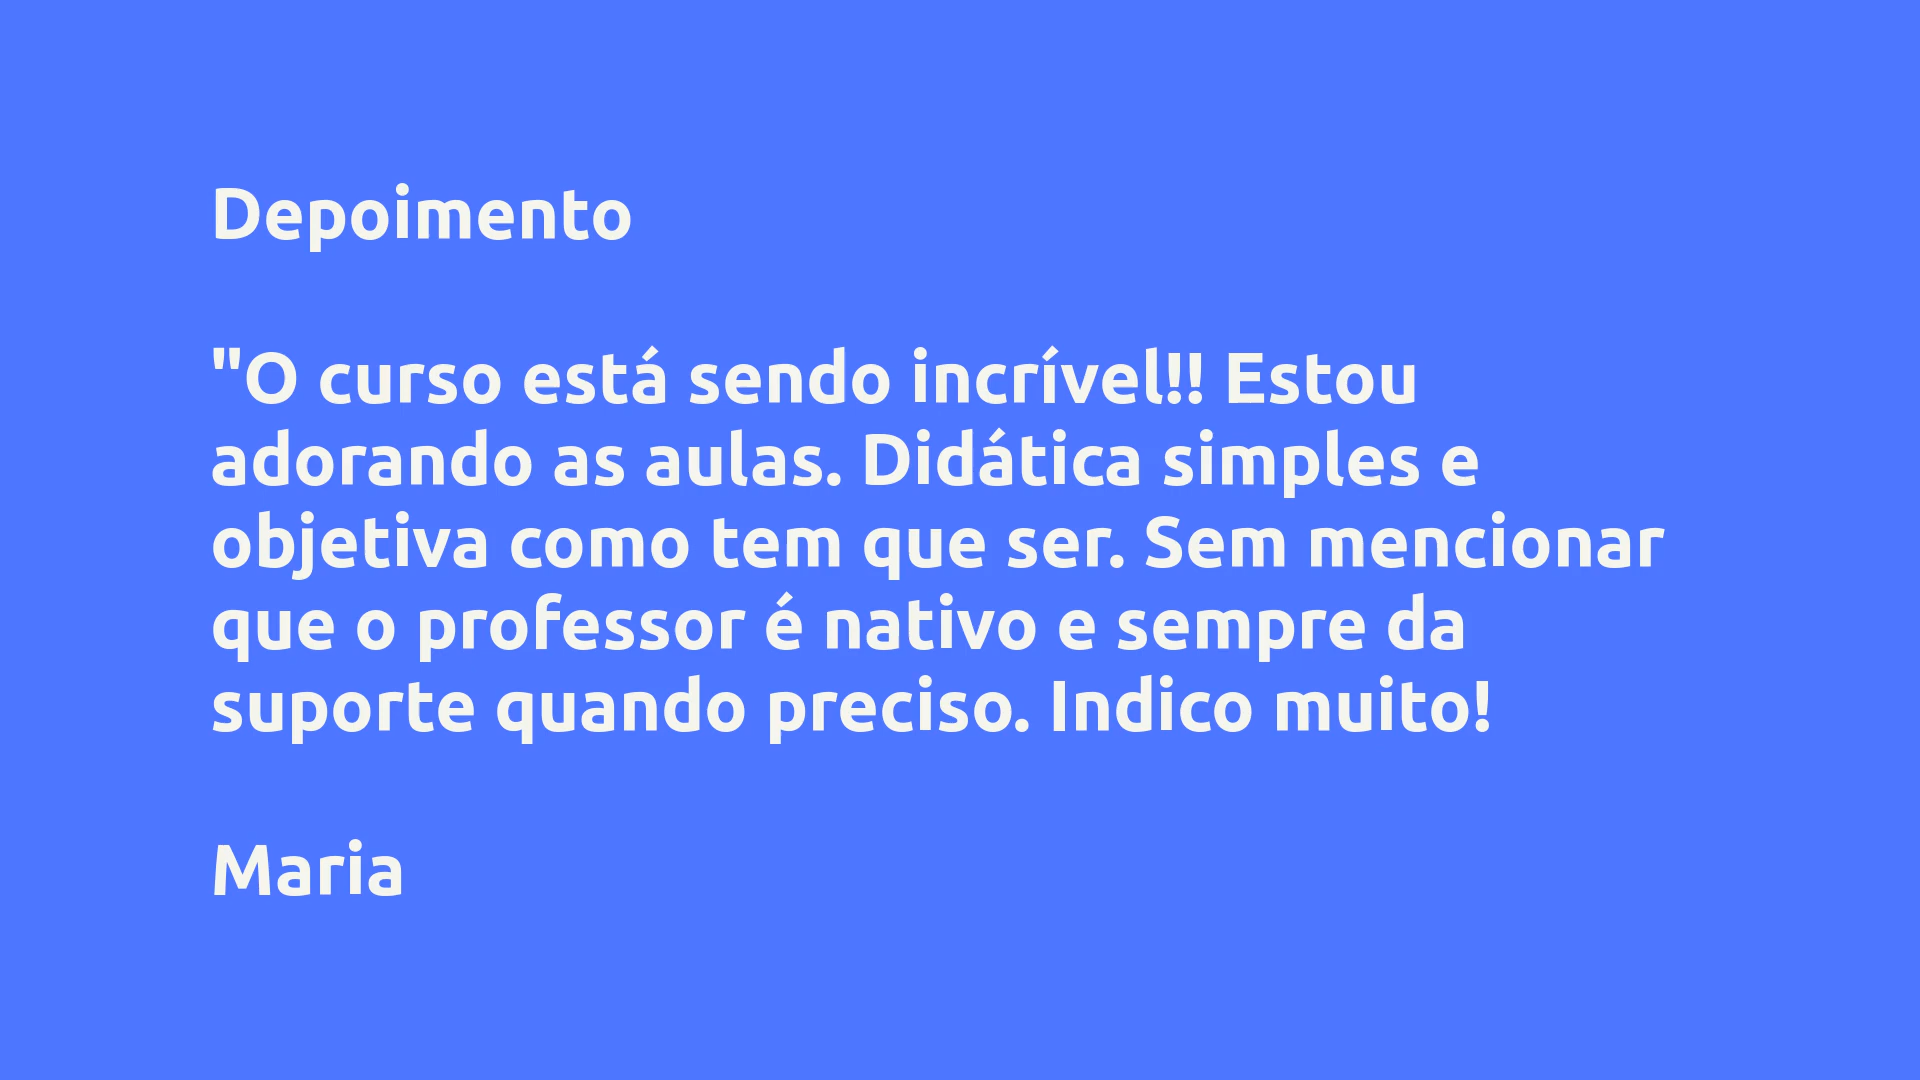 Depoimento
"O curso está sendo incrível!! Estou
adorando as aulas. Didática simples e
objetiva como tem que ser. Sem mencionar
que o professor é nativo e sempre da
suporte quando preciso. Indico muito!
Maria